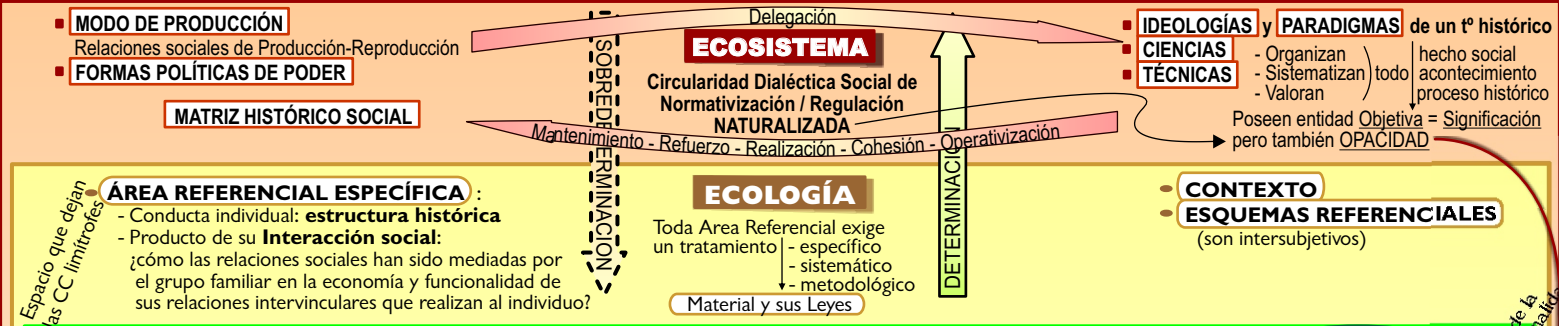 MODO DE PRODUCCIÓN
Relaciones sociales de Producción-Reproducción
FORMAS POLÍTICAS DE PODER
MATRIZ HISTÓRICO SOCIAL
SOBREDETERMINACION
Delegación
ECOSISTEMA
Circularidad Dialéctica Social de
Normativización / Regulación
NATURALIZADA
Mantenimiento - Refuerzo - Realización - Cohesión - Operativización
DETERMINACION
IDEOLOGÍAS y PARADIGMAS de un tº histórico
CIENCIAS
TÉCNICAS
- Organizan
- Sistematizan
- Valoran
todo
hecho social
acontecimiento
proceso histórico
Poseen entidad Objetiva = Significación
pero también OPACIDAD
Espacio que dejan
las CC limítrofes
ÁREA REFERENCIAL ESPECÍFICA :
- Conducta individual: estructura histórica
- Producto de su Interacción social:
¿cómo las relaciones sociales han sido mediadas por
el grupo familiar en la economía y funcionalidad de
sus relaciones intervinculares que realizan al individuo?
ECOLOGÍA
Toda Area Referencial exige
un tratamiento
- específico
- sistemático
- metodológico
Material y sus Leyes
CONTEXTO
ESQUEMAS REFERENCIALES
(son intersubjetivos)
de la